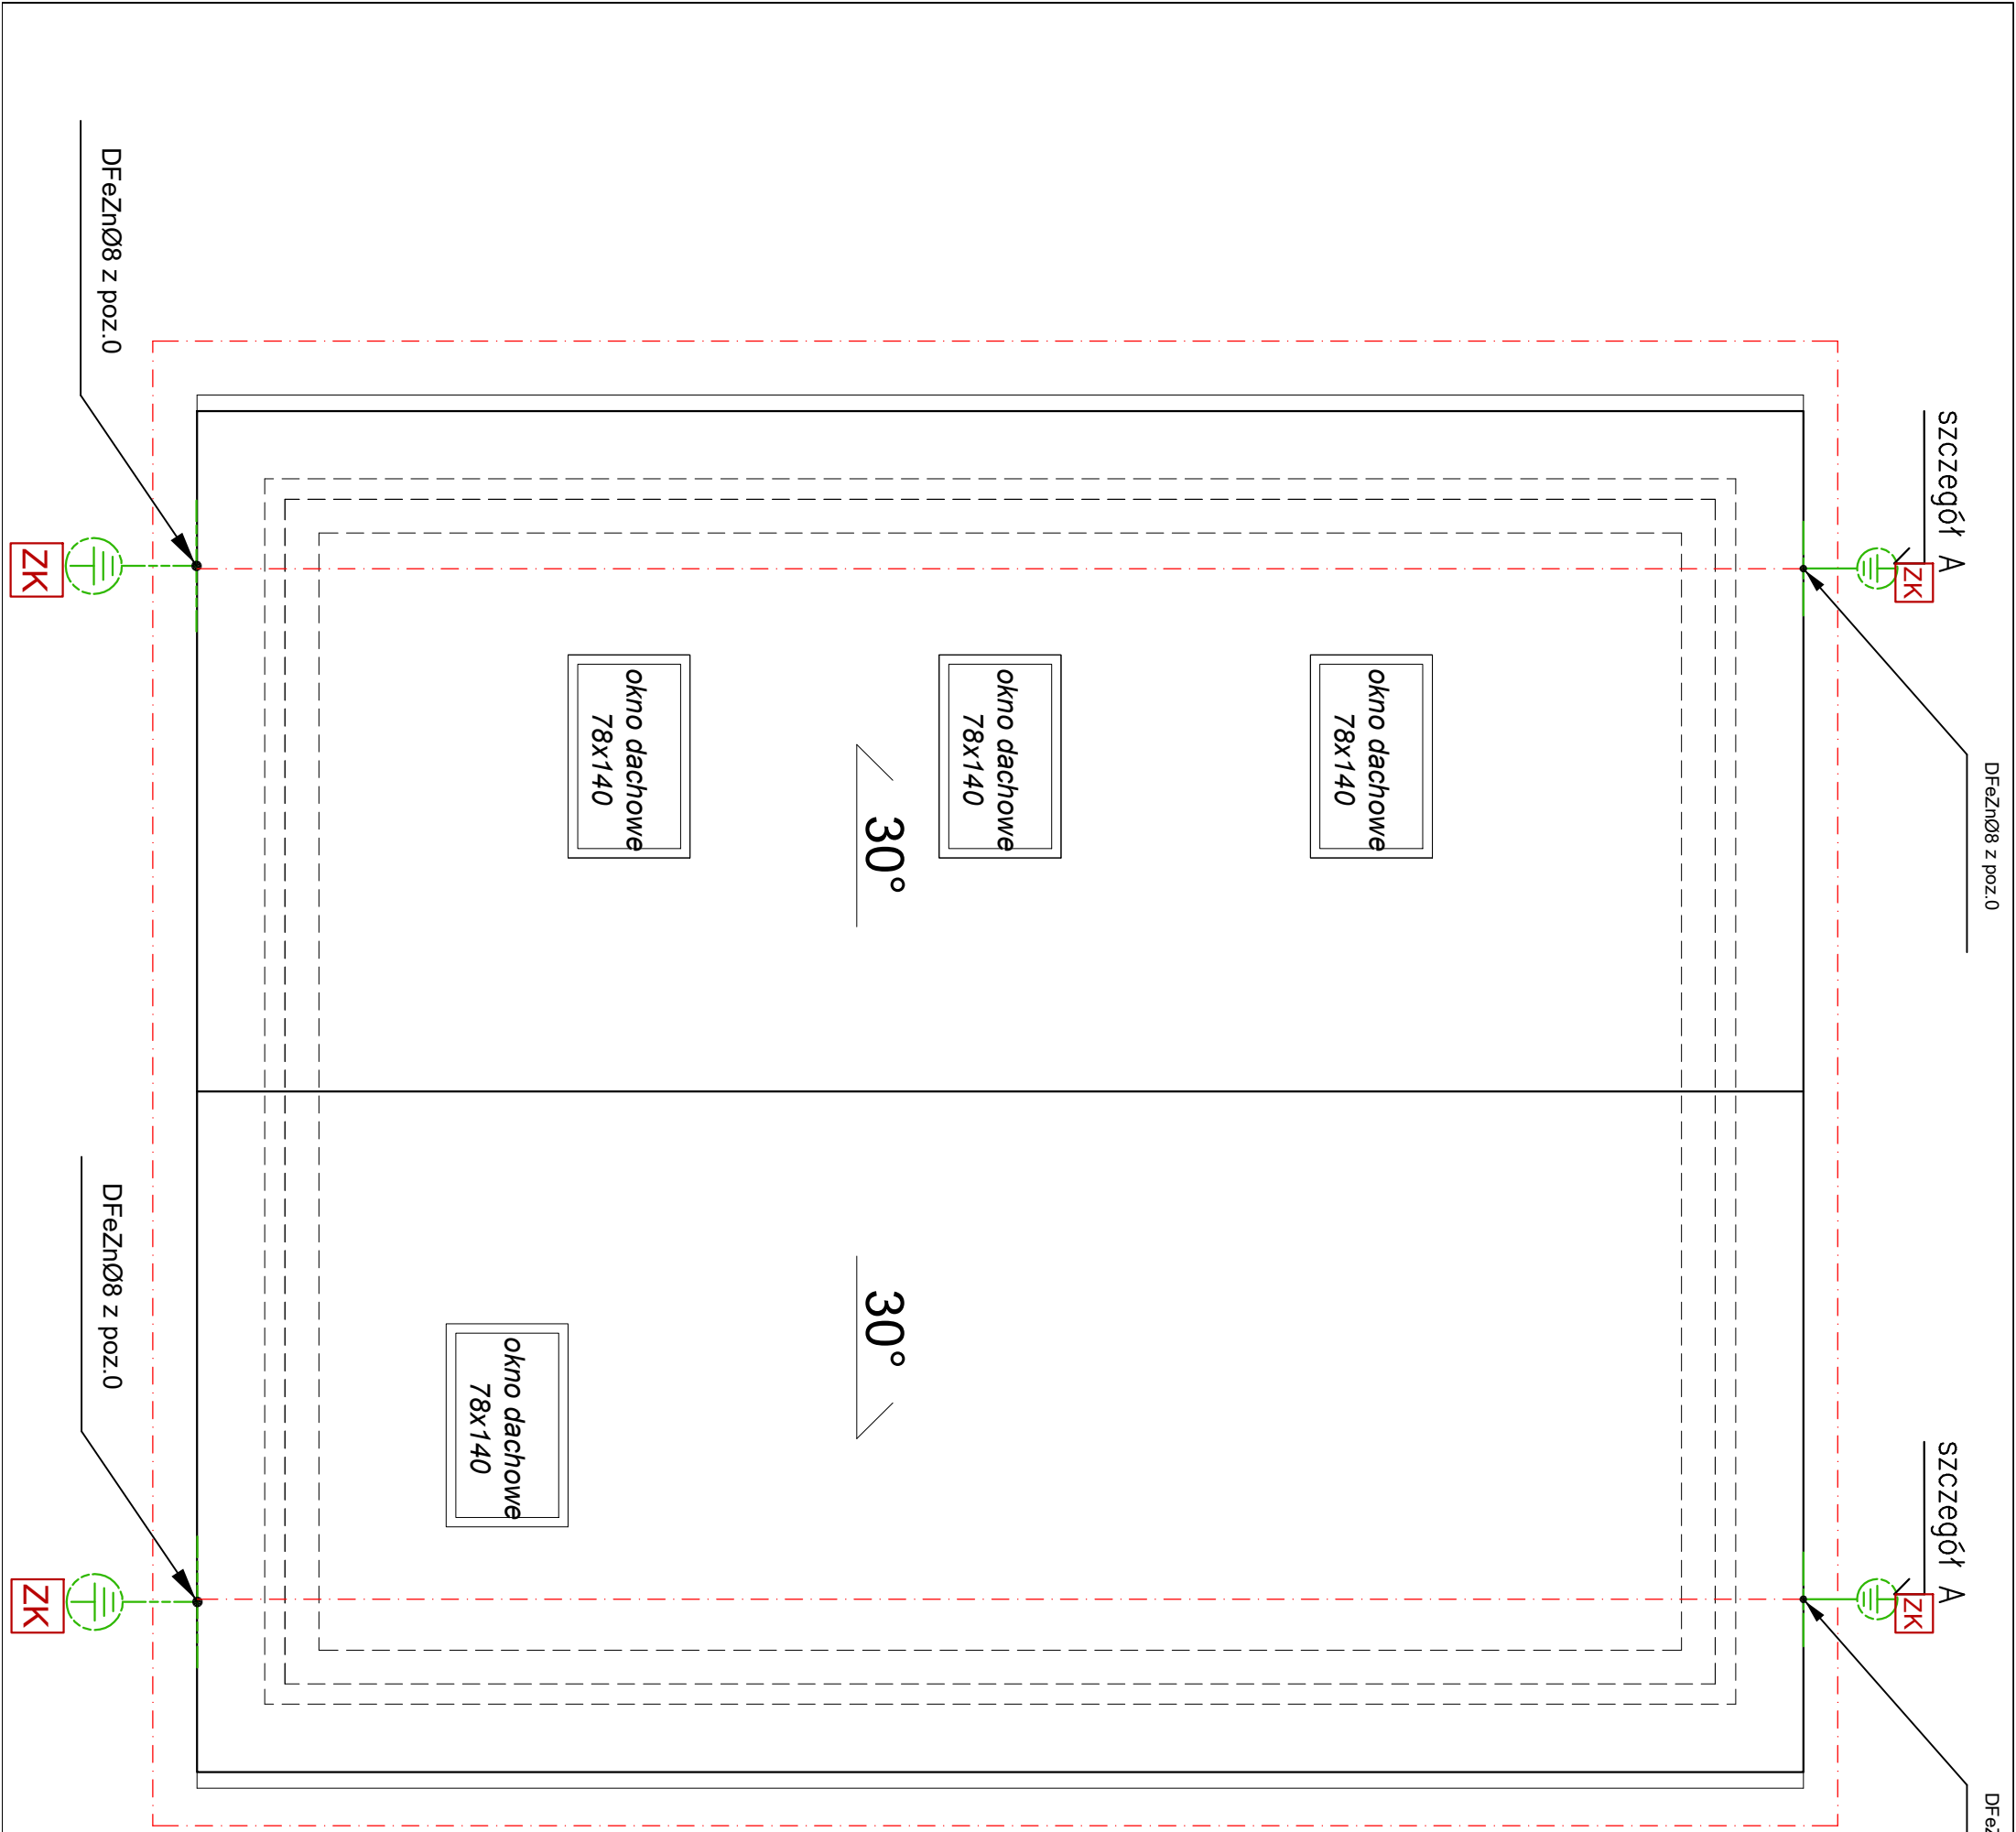 szczegół A
ZK
DFeZnØ8 z poz.0
szczegół A
ZK
okno dachowe
78x140
okno dachowe
78x140
okno dachowe
78x140
30°
30°
okno dachowe
78x140
DFeZnØ8 z poz.0
ZK
DFeZnØ8 z poz.0
ZK